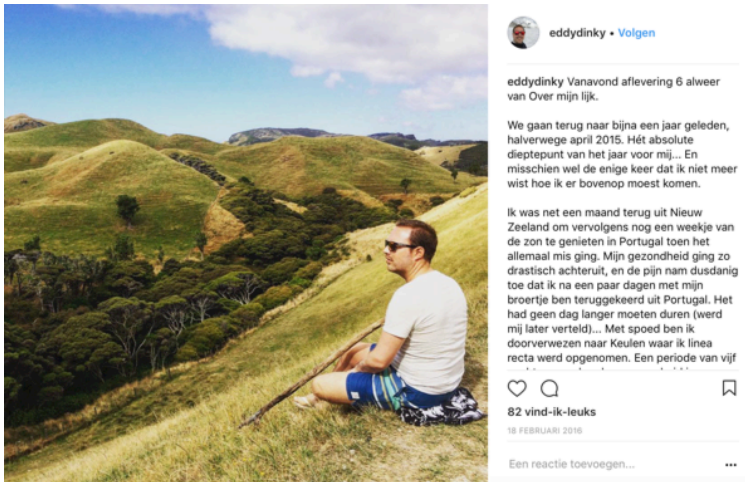 eddydinky • Volgen
eddydinky Vanavond aflevering 6 alweer
van Over mijn lijk.
We gaan terug naar bijna een jaar geleden,
halverwege april 2015. Hét absolute
dieptepunt van het jaar voor mij... En
misschien wel de enige keer dat ik niet meer
wist hoe ik er bovenop moest komen.
Ik was net een maand terug uit Nieuw
Zeeland om vervolgens nog een weekje van
de zon te genieten in Portugal toen het
allemaal mis ging. Mijn gezondheid ging zo
drastisch achteruit, en de pijn nam dusdanig
toe dat ik na een paar dagen met mijn
broertje ben teruggekeerd uit Portugal. Het
had geen dag langer moeten duren (werd
mij later verteld)... Met spoed ben ik
doorverwezen naar Keulen waar ik linea
recta werd opgenomen. Een periode van vijf
82 vind-ik-leuks
18 FEBRUARI 2016
Een reactie toevoegen...